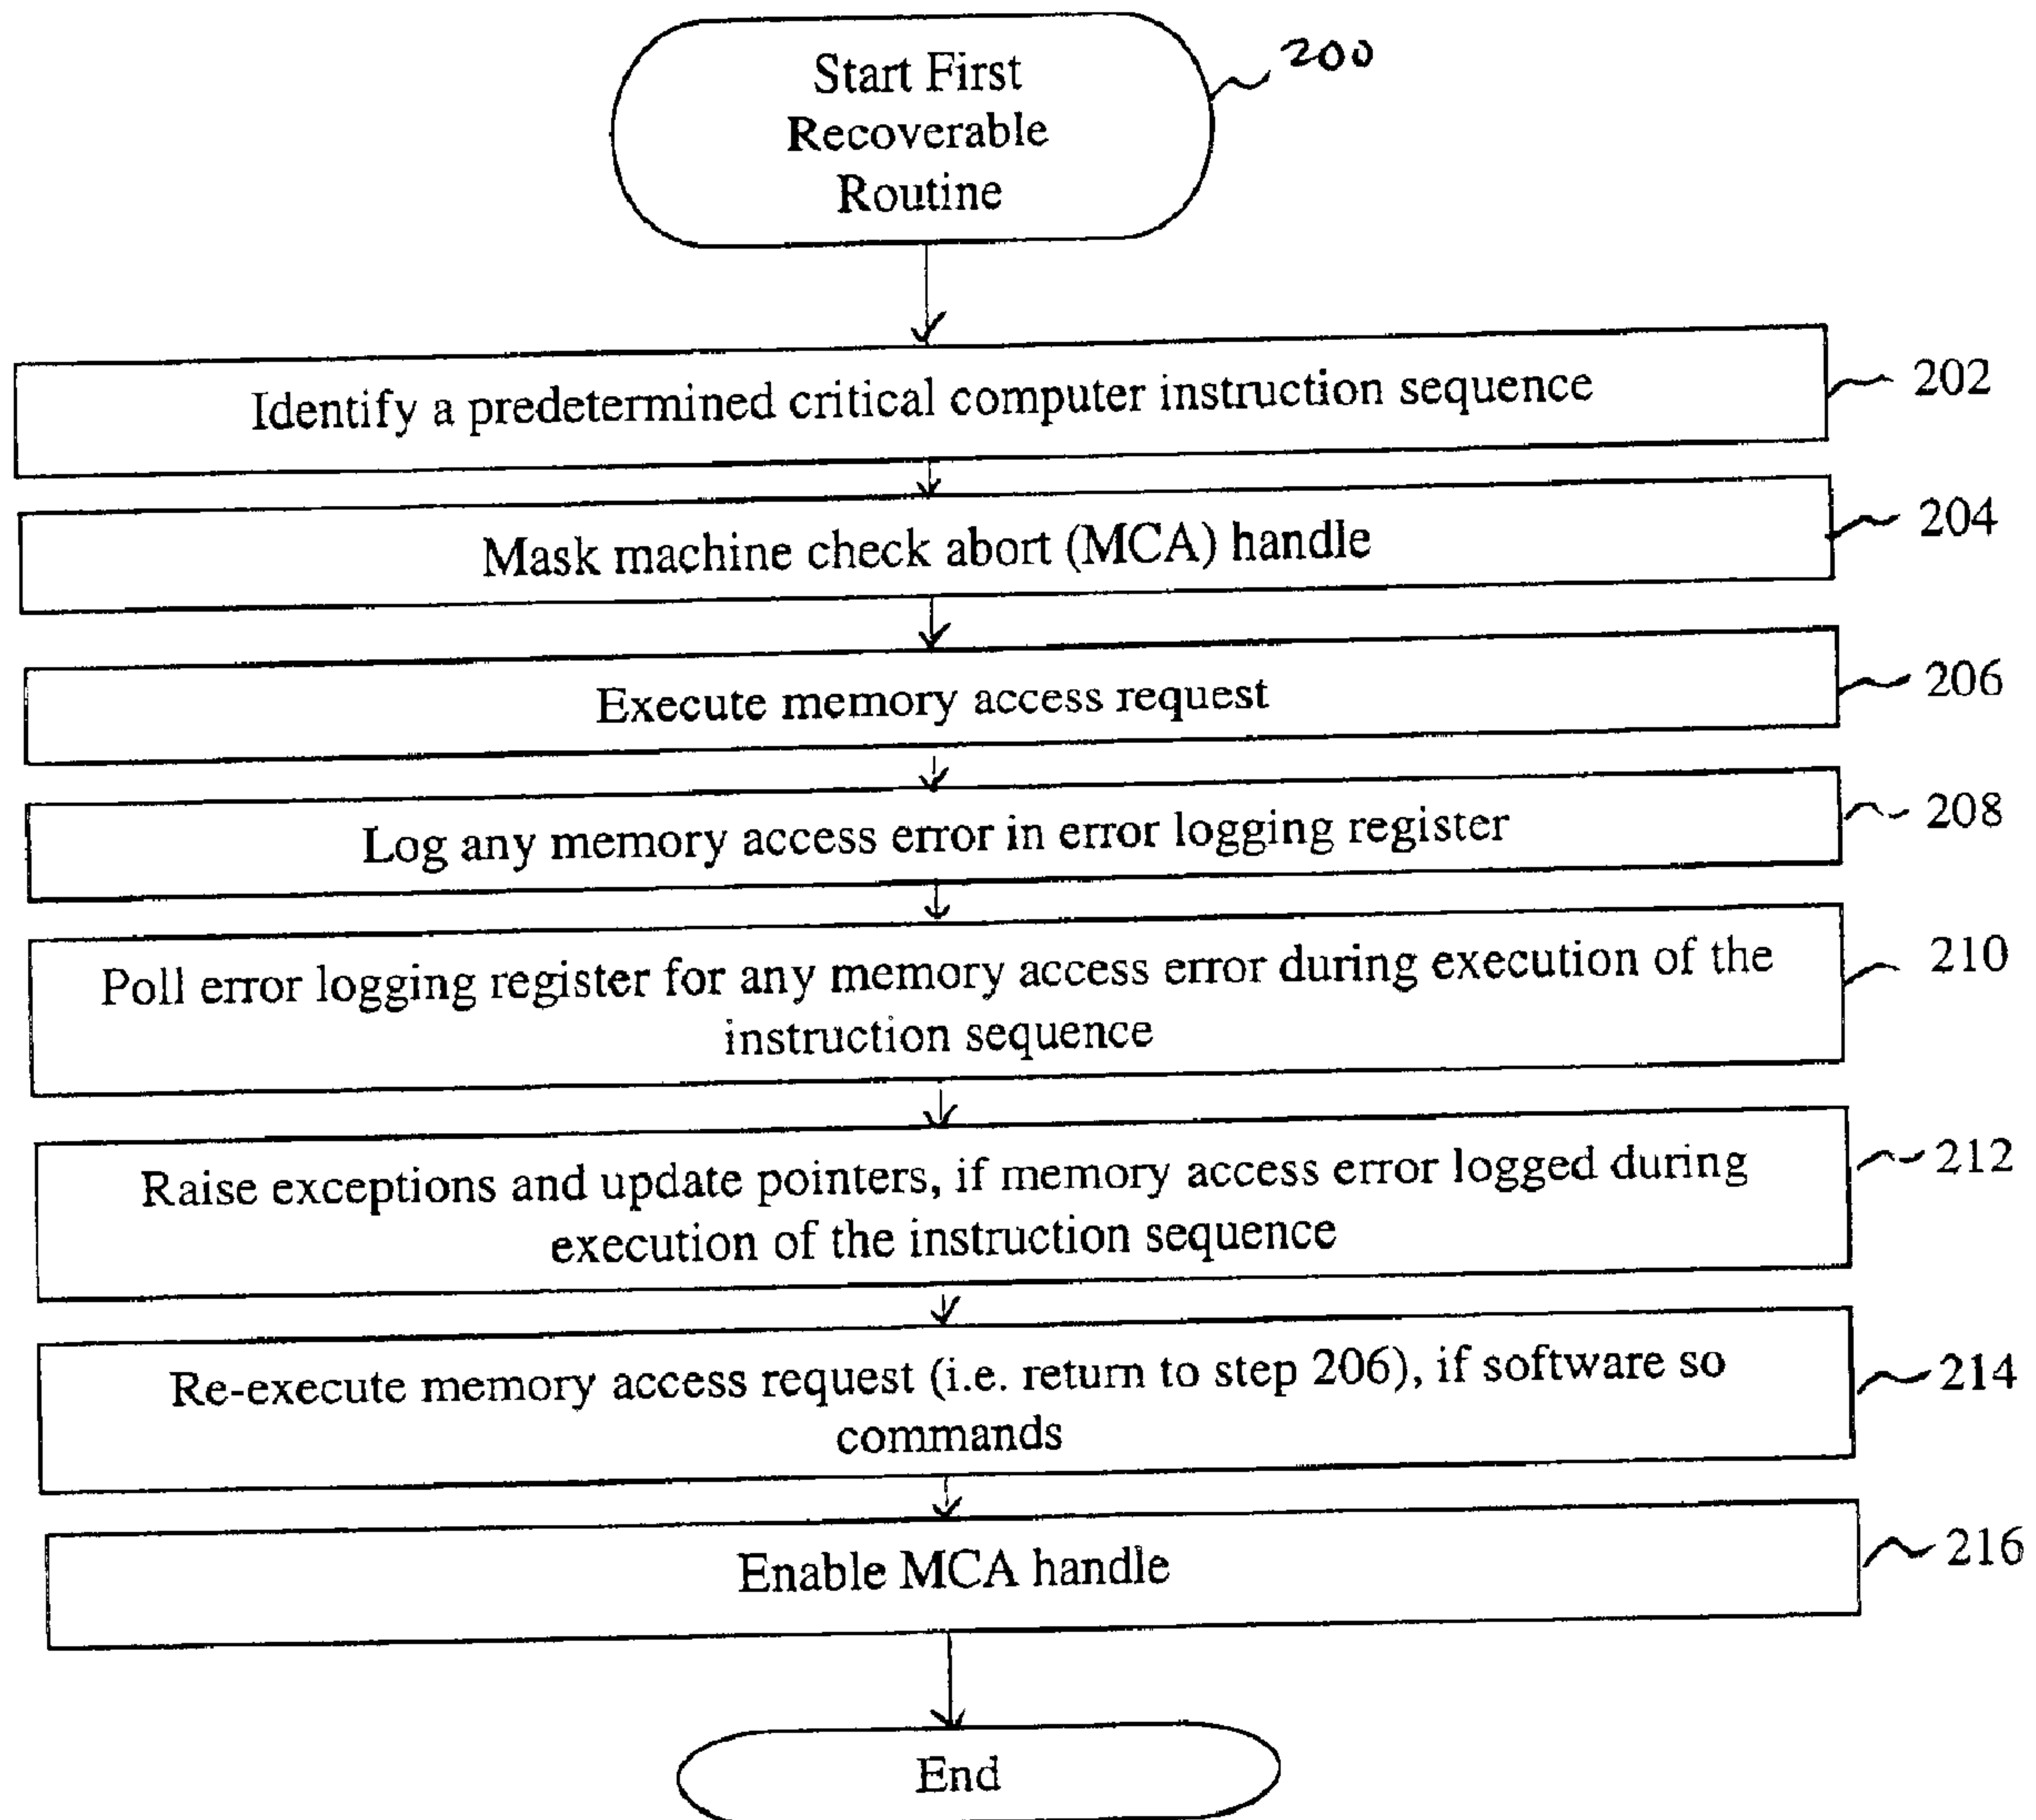 Start First
Recoverable
Routine
200
Identify a predetermined critical computer instruction sequence
202
Mask machine check abort (MCA) handle
204
Execute memory access request
206
Log any memory access error in error logging register
208
Poll error logging register for any memory access error during execution of the
instruction sequence
210
Raise exceptions and update pointers, if memory access error logged during
execution of the instruction sequence
212
Re-execute memory access request (i.e. return to step 206), if software so
commands
214
Enable MCA handle
216
End